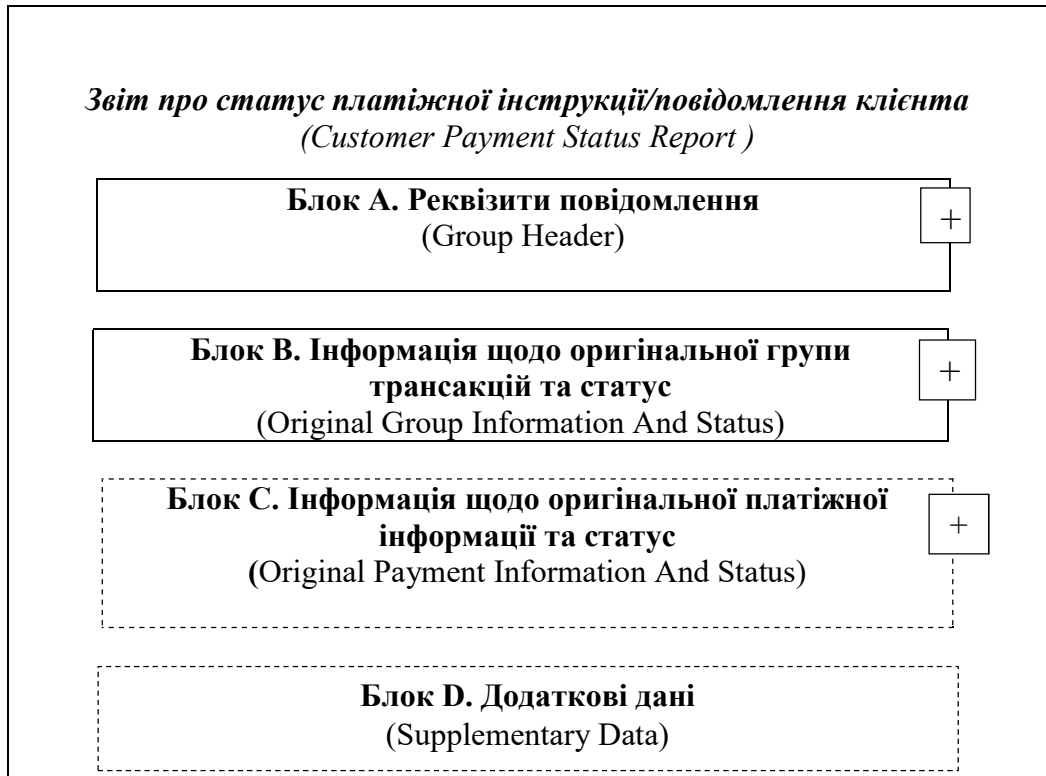 Звіт про статус платіжної інструкції/повідомлення клієнта
(Customer Payment Status Report )
Блок A. Реквізити повідомлення
(Group Header)
+
Блок B. Інформація щодо оригінальної групи
трансакцій та статус
(Original Group Information And Status)
+
Блок C. Інформація щодо оригінальної платіжної
інформації та статус
(Original Payment Information And Status)
+
Блок D. Додаткові дані
(Supplementary Data)